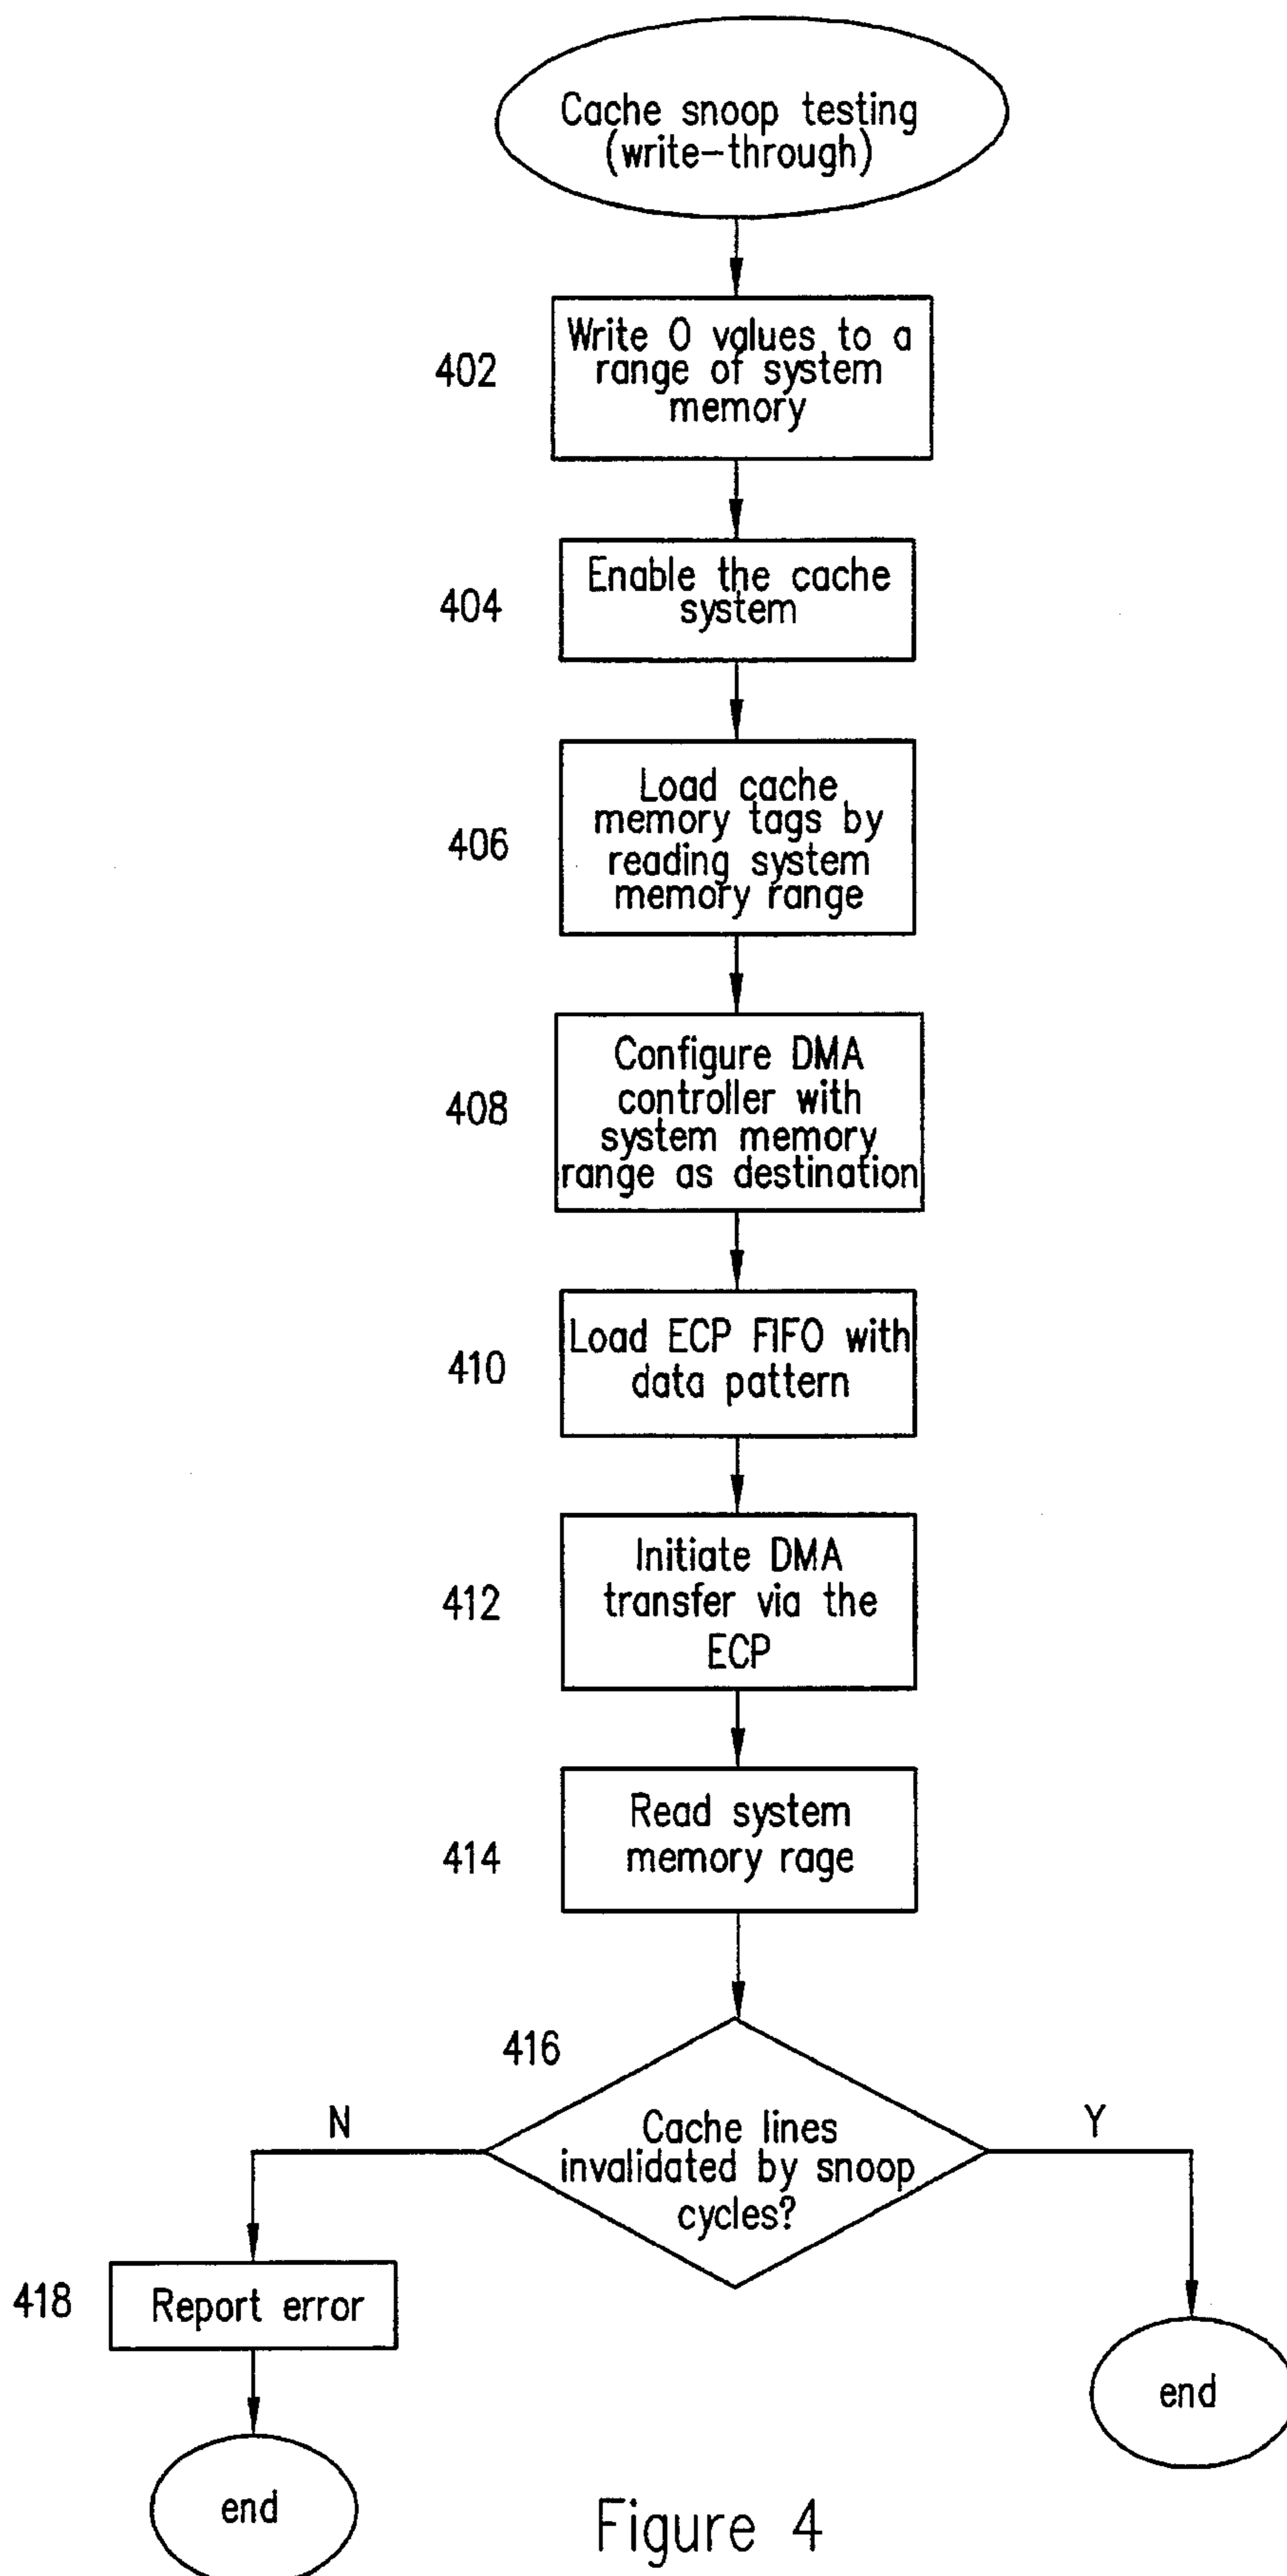 Cache snoop testing
(write-through)
402
Write 0 values to a
range of system
memory
404
Enable the cache
system
406
Load cache
memory tags by
reading system
memory range
408
Configure DMA
controller with
system memory
range as destination
410
Load ECP FIFO with
data pattern
412
Initiate DMA
transfer via the
ECP
414
Read system
memory rage
416
Cache lines
invalidated by snoop
cycles?
N
Y
418
Report error
end
end
Figure 4